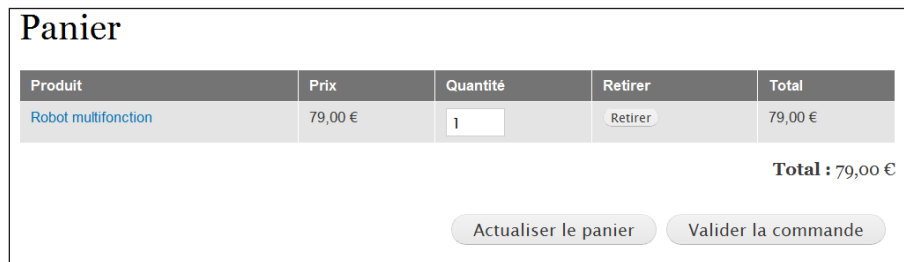 Panier
Produit Prix Quantité Retirer Total
Robot multifonction 79,00 € 1 Retirer 79,00 €
Total : 79,00 €
Actualiser le panier Valider la commande